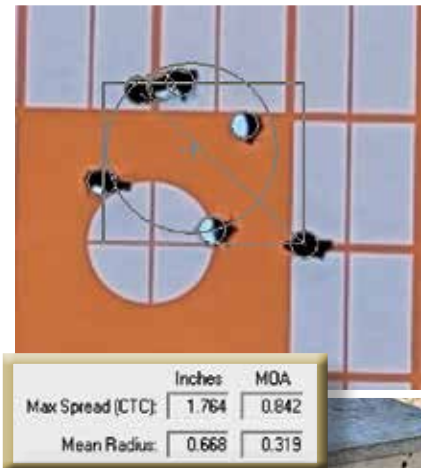 Inches MOA
Max Spread (CTC): 1.764 0.842
Mean Radius: 0.668 0.319